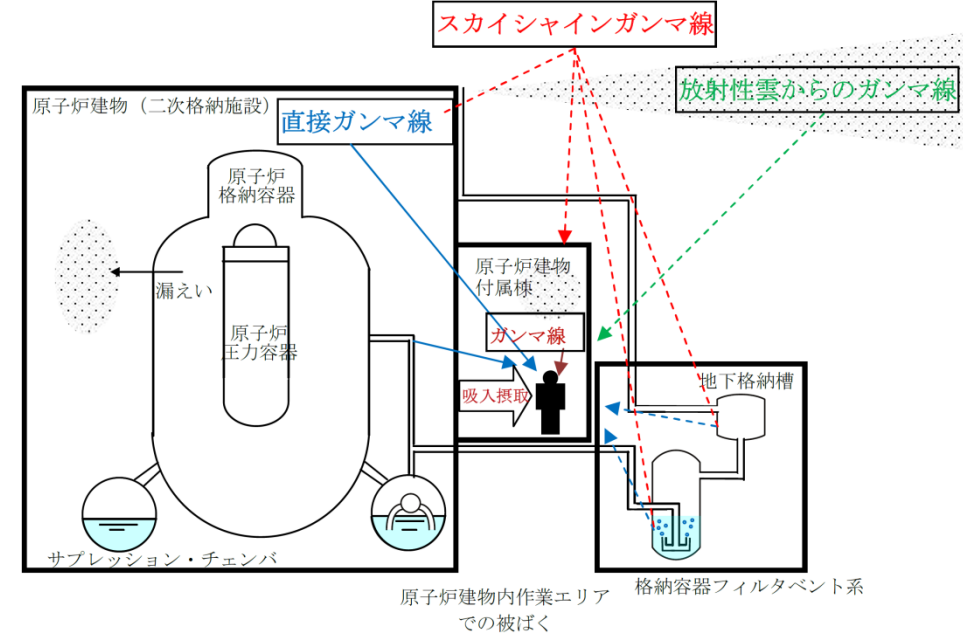 スカイシャインガンマ線
放射性雲からのガンマ線
原子炉建物（二次格納施設）
直接ガンマ線
原子炉
格納容器
漏えい
原子炉
圧力容器
原子炉建物
付属棟
ガンマ線
吸入摂取
地下格納槽
サプレッション・チェンバ
格納容器フィルタベント系
原子炉建物内作業エリア
での被ばく